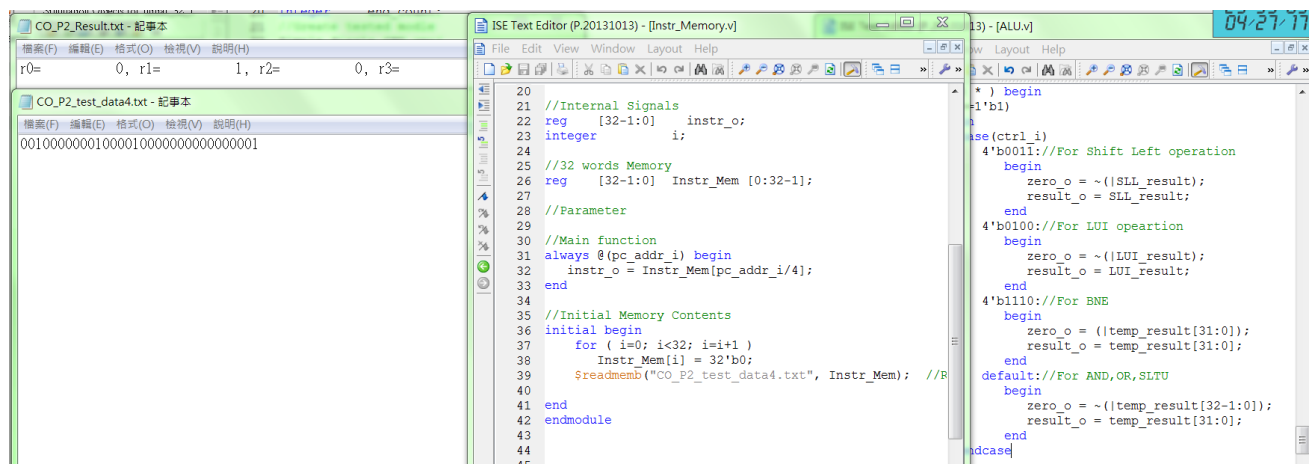 CO_P2_Result.txt - 記事本
檔案(F) 編輯(E) 格式(O) 檢視(V) 說明(H)
r0= 0, r1= 1, r2= 0, r3=
CO_P2_test_data4.txt - 記事本
檔案(F) 編輯(E) 格式(O) 檢視(V) 說明(H)
00100000001000010000000000000001
ISE Text Editor (P.20131013) - [Instr_Memory.v]
File Edit View Window Layout Help
20
21 //Internal Signals
22 reg [32-1:0] instr_o;
23 integer i;
24
25 //32 words Memory
26 reg [32-1:0] Instr_Mem [0:32-1];
27
28 //Parameter
29
30 //Main function
31 always @(pc_addr_i) begin
32 instr_o = Instr_Mem[pc_addr_i/4];
33 end
34
35 //Initial Memory Contents
36 initial begin
37 for ( i=0; i<32; i=i+1 )
38 Instr_Mem[i] = 32'b0;
39 $readmemb("CO_P2_test_data4.txt", Instr_Mem); //R
40
41 end
42 endmodule
43
44
13) - [ALU.v]
04/27/17
ow Layout Help
* ) begin
=1'b1)
ase(ctrl_i)
4'b0011://For Shift Left operation
begin
zero_o = ~(|SLL_result);
result_o = SLL_result;
end
4'b0100://For LUI opeartion
begin
zero_o = ~(|LUI_result);
result_o = LUI_result;
end
4'b1110://For BNE
begin
zero_o = (|temp_result[31:0]);
result_o = temp_result[31:0];
end
default://For AND,OR,SLTU
begin
zero_o = ~(|temp_result[32-1:0]);
result_o = temp_result[31:0];
end
ndcase